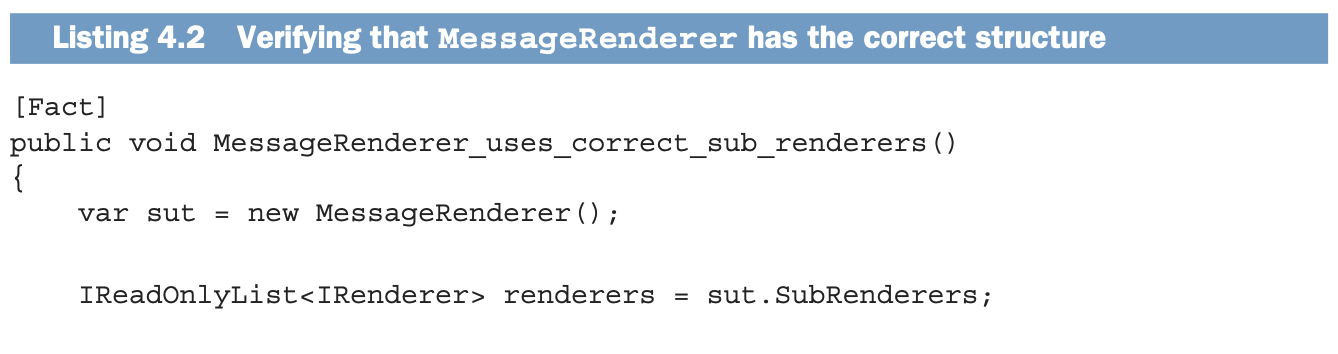 Listing 4.2 Verifying that MessageRenderer has the correct structure
[Fact]
public void MessageRenderer_uses_correct_sub_renderers()
{
var sut = new MessageRenderer();
IReadOnlyList<IRenderer> renderers = sut.SubRenderers;